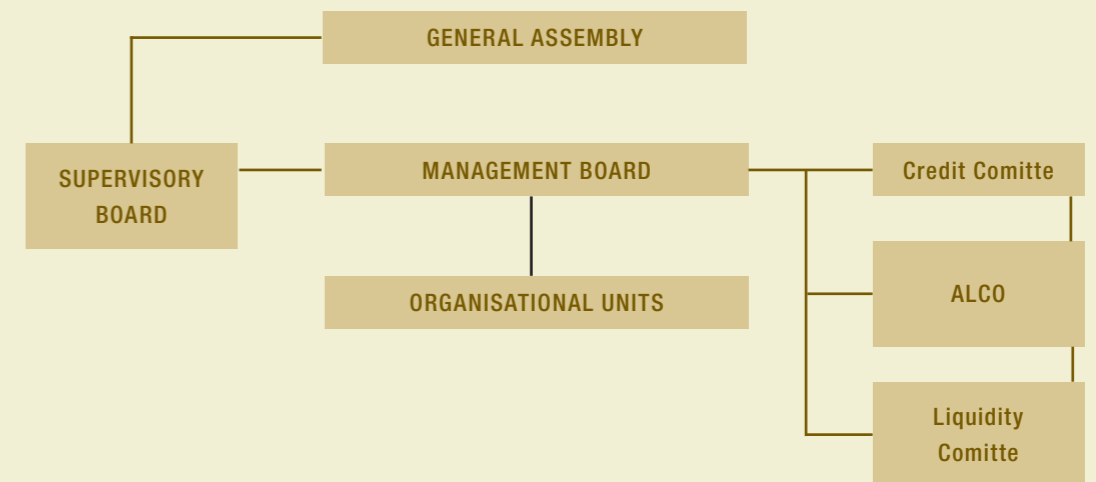 GENERAL ASSEMBLY
SUPERVISORY
BOARD
MANAGEMENT BOARD
Credit Comitte
ORGANISATIONAL UNITS
ALCO
Liquidity
Comitte